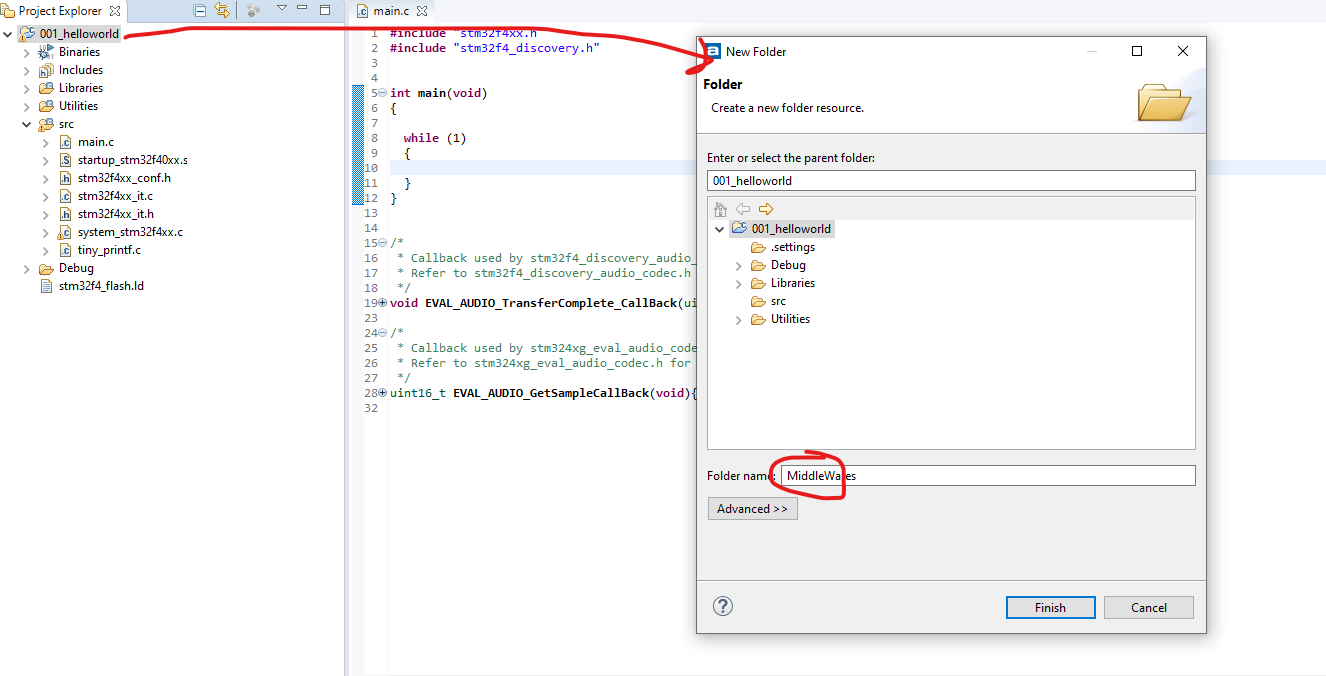 Project Explorer
001_helloworld
Binaries
Includes
Libraries
Utilities
src
main.c
startup_stm32f40xx.s
stm32f4xx_conf.h
stm32f4xx_it.c
stm32f4xx_it.h
system_stm32f4xx.c
tiny_printf.c
Debug
stm32f4_flash.ld
main.c
1 #include "stm32f4xx.h
2 #include "stm32f4_discovery.h"
3
4
5 int main(void)
6 {
7
8 while (1)
9 {
10
11 }
12 }
13
14
15 /*
16 * Callback used by stm32f4_discovery_audio_
17 * Refer to stm32f4_discovery_audio_codec.h
18 */
19 void EVAL_AUDIO_TransferComplete_CallBack(ui
23
24 /*
25 * Callback used by stm324xg_eval_audio_code
26 * Refer to stm324xg_eval_audio_codec.h for
27 */
28 uint16_t EVAL_AUDIO_GetSampleCallBack(void){
32
New Folder
Folder
Create a new folder resource.
Enter or select the parent folder:
001_helloworld
001_helloworld
.settings
Debug
Libraries
src
Utilities
Folder name: MiddleWares
Advanced >>
Finish
Cancel